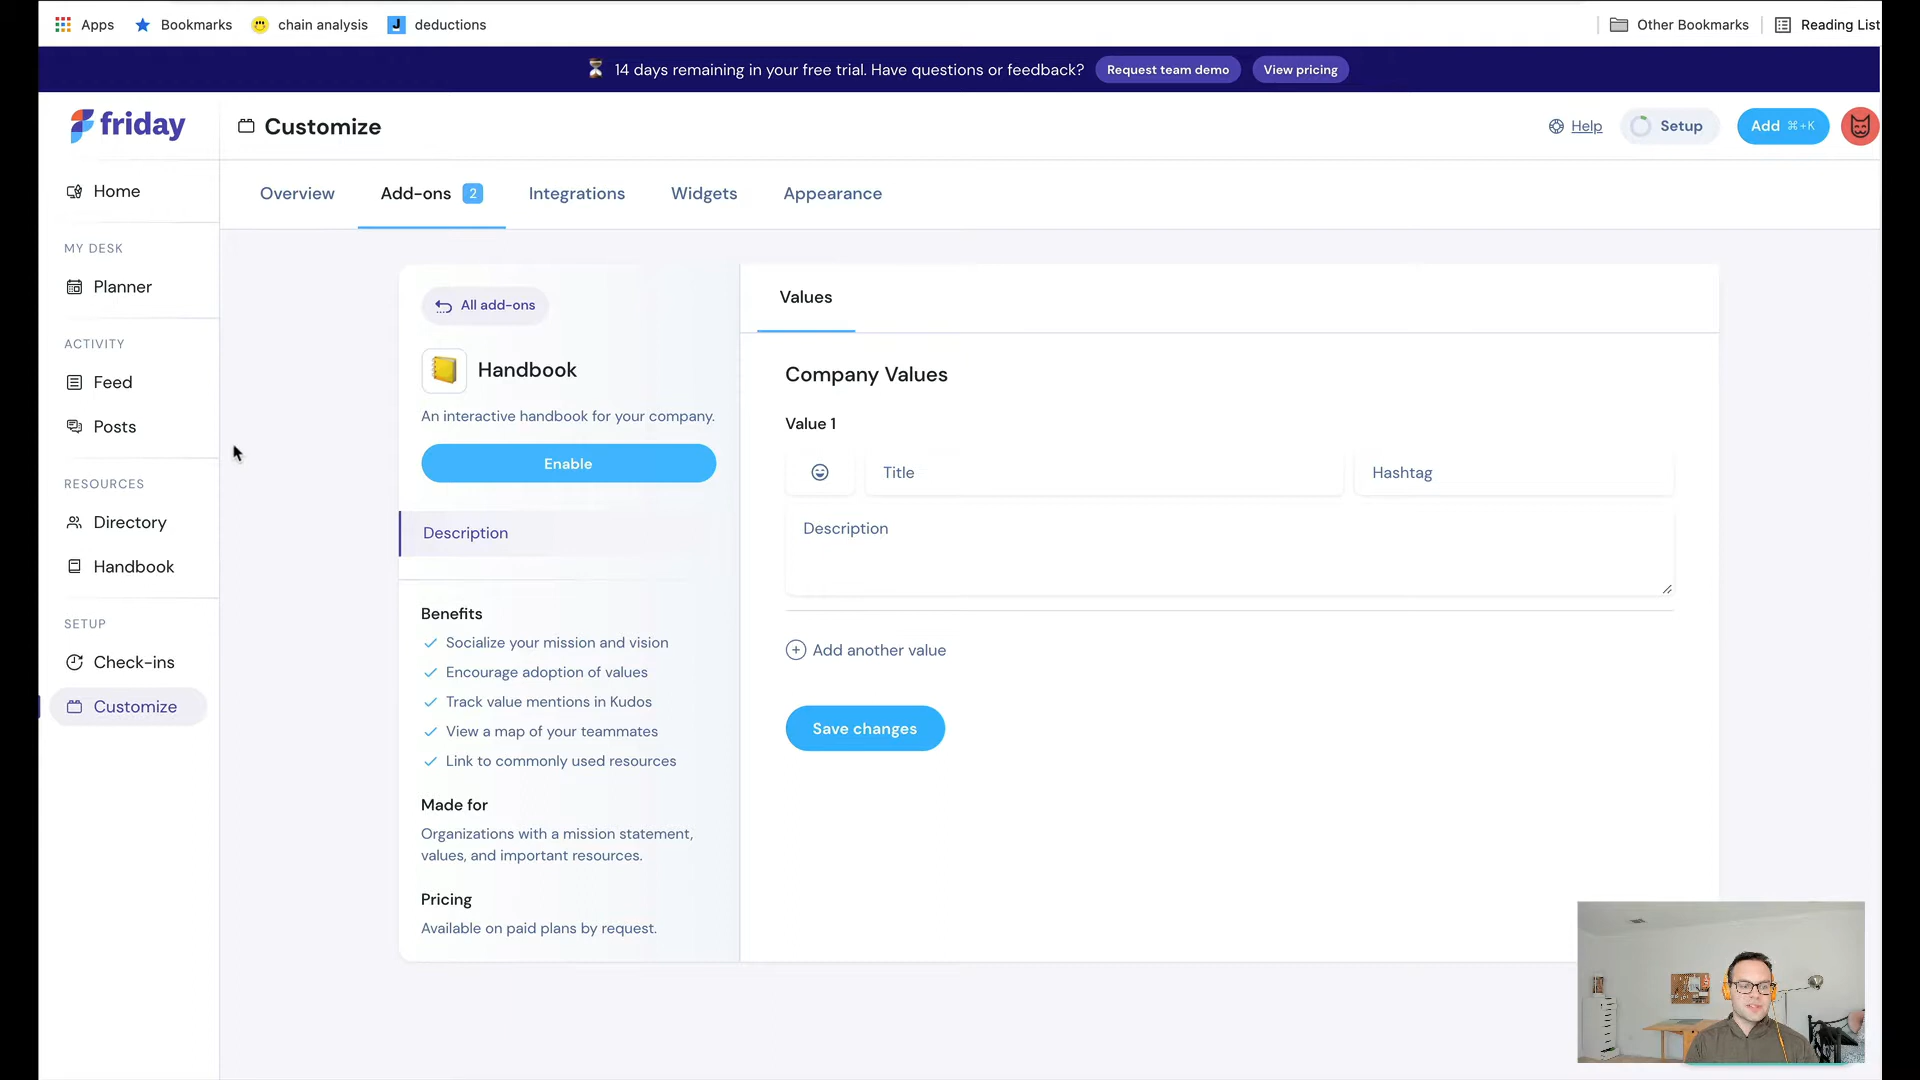 Apps
Bookmarks
chain analysis
J
deductions
Other Bookmarks
Reading List
14 days remaining in your free trial. Have questions or feedback?
Request team demo
View pricing
friday
Customize
Help
Setup
Add ⌘+K
Home
Overview
Add-ons 2
Integrations
Widgets
Appearance
MY DESK
Planner
ACTIVITY
Feed
Posts
RESOURCES
Directory
Handbook
SETUP
Check-ins
Customize
All add-ons
Handbook
An interactive handbook for your company.
Enable
Description
Benefits
Socialize your mission and vision
Encourage adoption of values
Track value mentions in Kudos
View a map of your teammates
Link to commonly used resources
Made for
Organizations with a mission statement,
values, and important resources.
Pricing
Available on paid plans by request.
Values
Company Values
Value 1
Title
Hashtag
Description
Add another value
Save changes